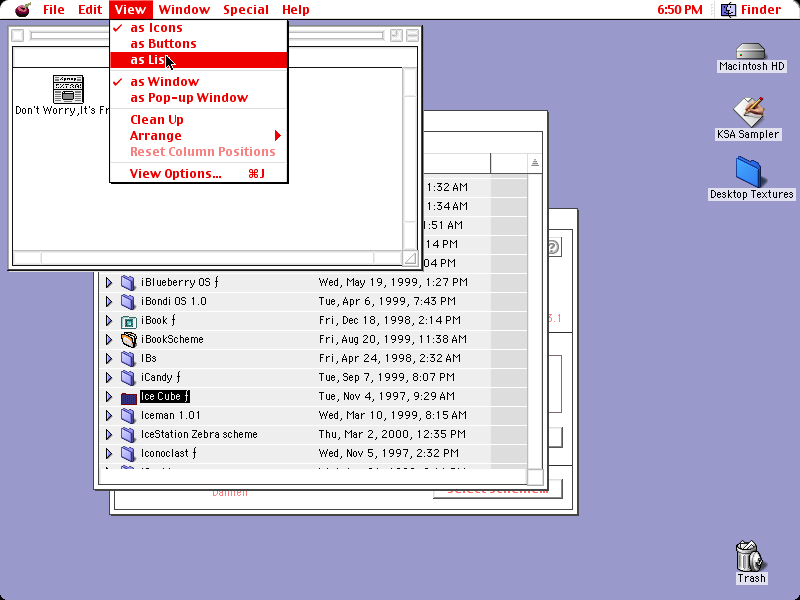 File Edit View Window Special Help 6:50 PM Finder
as Icons
as Buttons
as Lis
as Window
as Pop-up Window
Clean Up
Arrange
Reset Column Positions
View Options... ⌘J
Don't Worry,It's Fr
Macintosh HD
KSA Sampler
Desktop Textures
1:32 AM
1:34 AM
:51 AM
14 PM
04 PM
iBlueberry OS ƒ Wed, May 19, 1999, 1:27 PM
iBondi OS 1.0 Tue, Apr 6, 1999, 7:43 PM
iBook ƒ Fri, Dec 18, 1998, 2:14 PM
iBookScheme Fri, Aug 20, 1999, 11:38 AM
IBs Fri, Apr 24, 1998, 2:32 AM
iCandy ƒ Tue, Sep 7, 1999, 8:07 PM
Ice Cube ƒ Tue, Nov 4, 1997, 9:29 AM
Iceman 1.01 Wed, Mar 10, 1999, 8:15 AM
IceStation Zebra scheme Thu, Mar 2, 2000, 12:35 PM
Iconoclast ƒ Wed, Nov 5, 1997, 2:32 PM
3.1
Damien
Select Scheme...
Trash